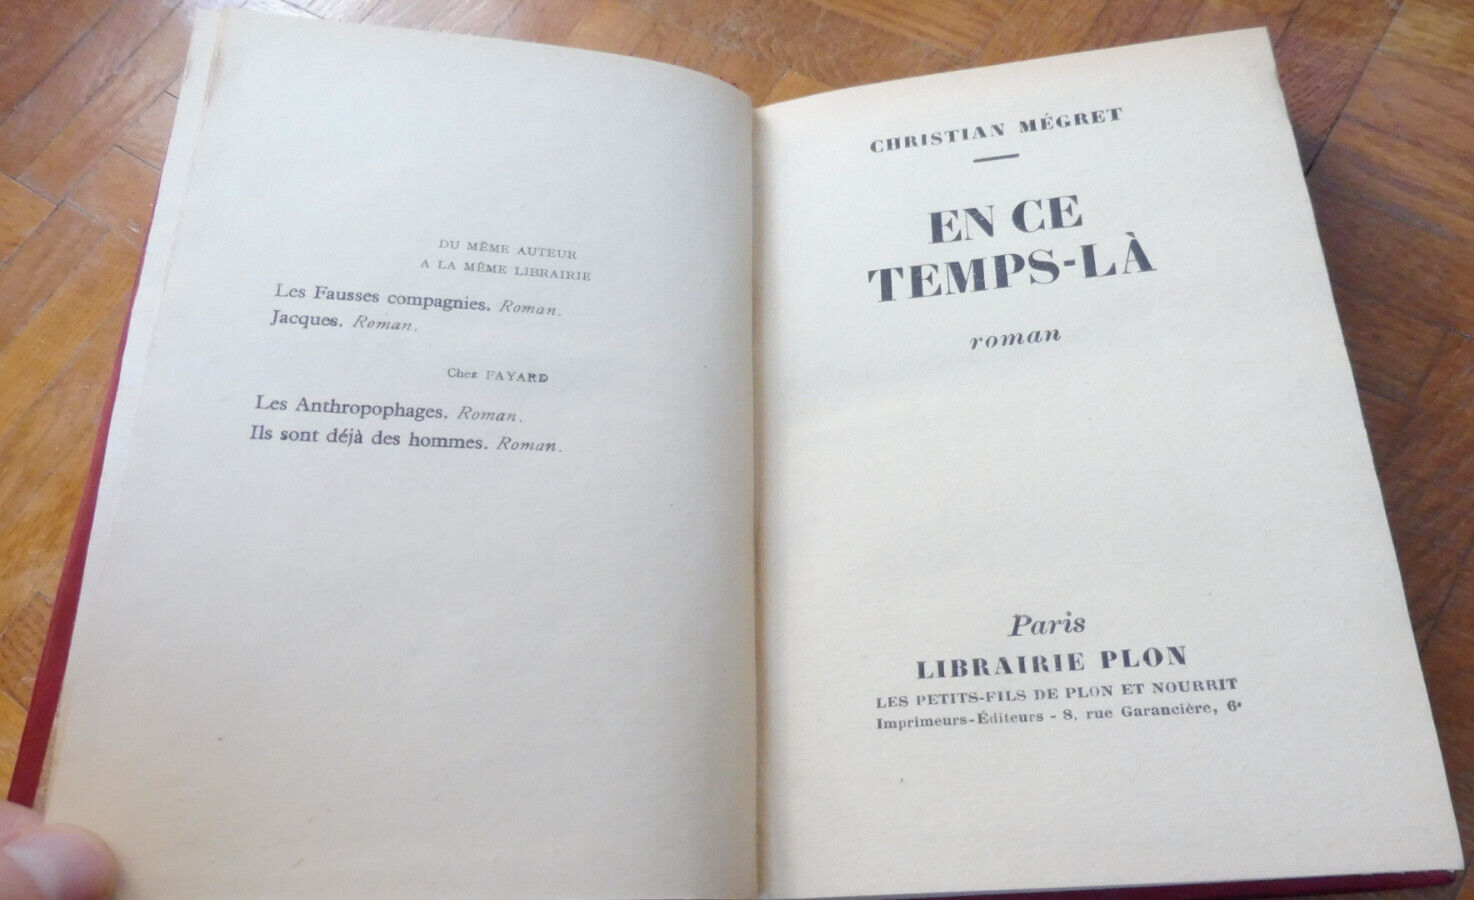 DU MÊME AUTEUR
A LA MÊME LIBRAIRIE
Les Fausses compagnies. Roman.
Jacques. Roman.
Chez FAYARD
Les Anthropophages. Roman.
Ils sont déjà des hommes. Roman.
CHRISTIAN MÉGRET
EN CE
TEMPS-LÀ
roman
Paris
LIBRAIRIE PLON
LES PETITS-FILS DE PLON ET NOURRIT
Imprimeurs-Éditeurs - 8, rue Garancière, 6e